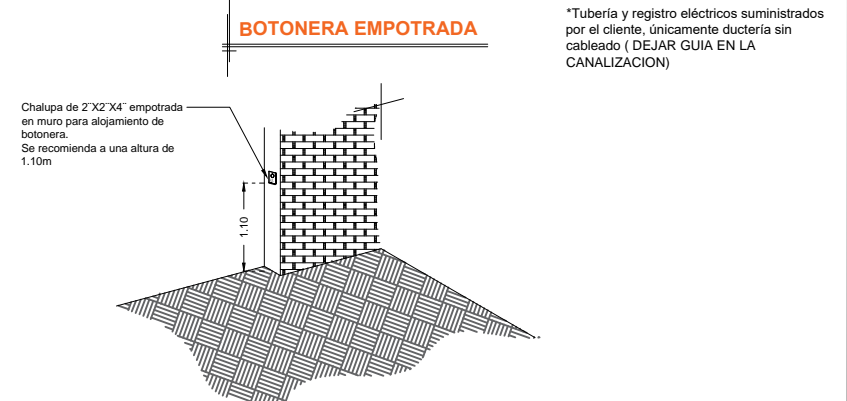 BOTONERA EMPOTRADA
*Tubería y registro eléctricos suministrados
por el cliente, únicamente ductería sin
cableado ( DEJAR GUIA EN LA
CANALIZACION)
Chalupa de 2¨X2¨X4¨ empotrada
en muro para alojamiento de
botonera.
Se recomienda a una altura de
1.10m
1.10